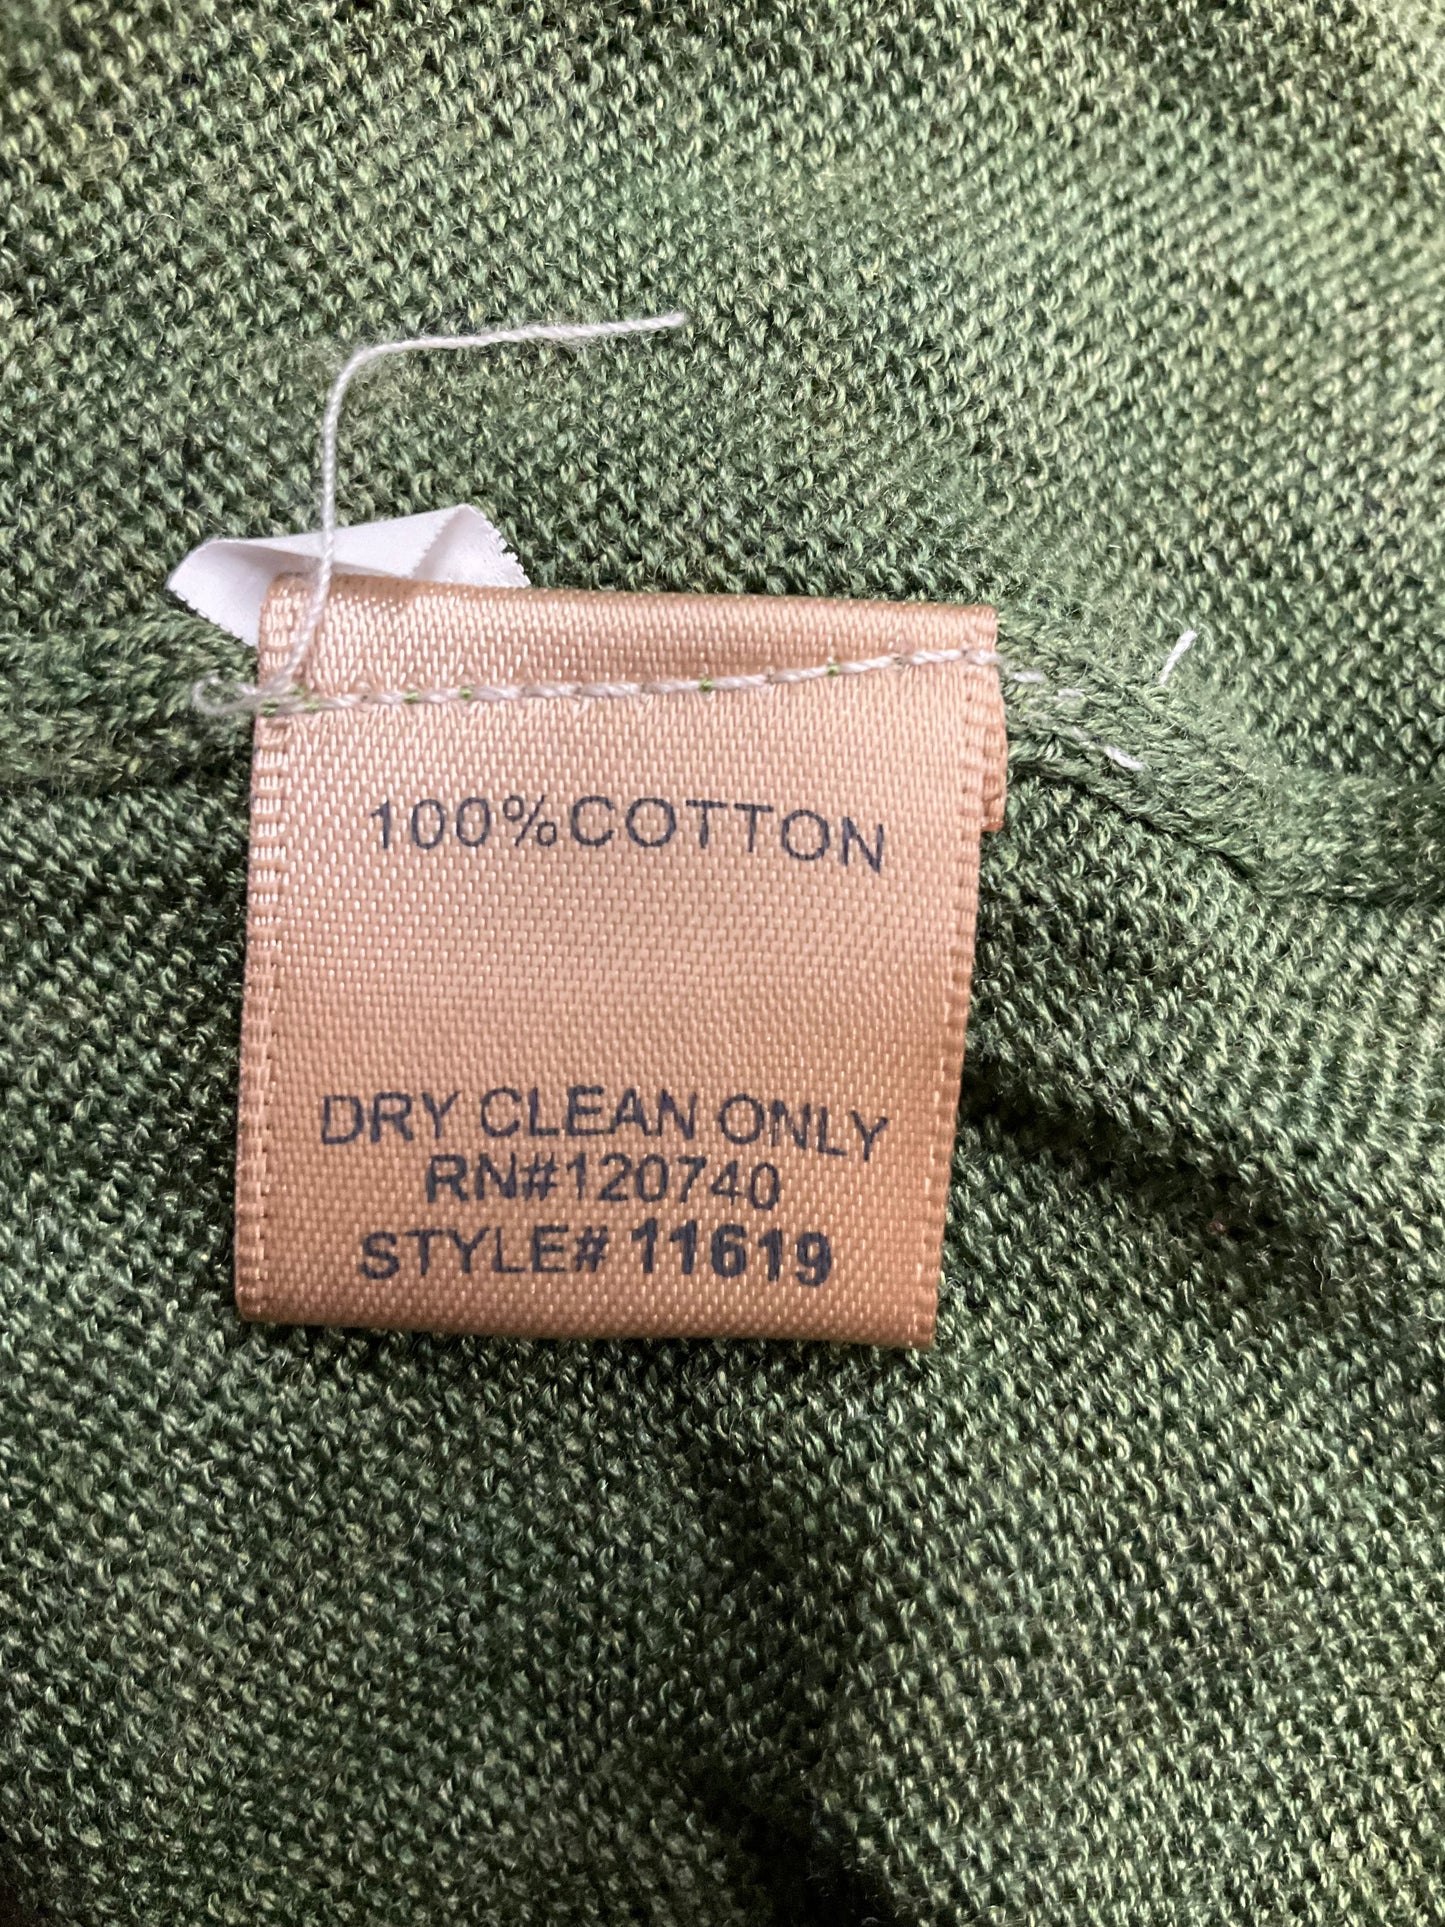 100%COTTON
DRY CLEAN ONLY
RN#120740
STYLE# 11619